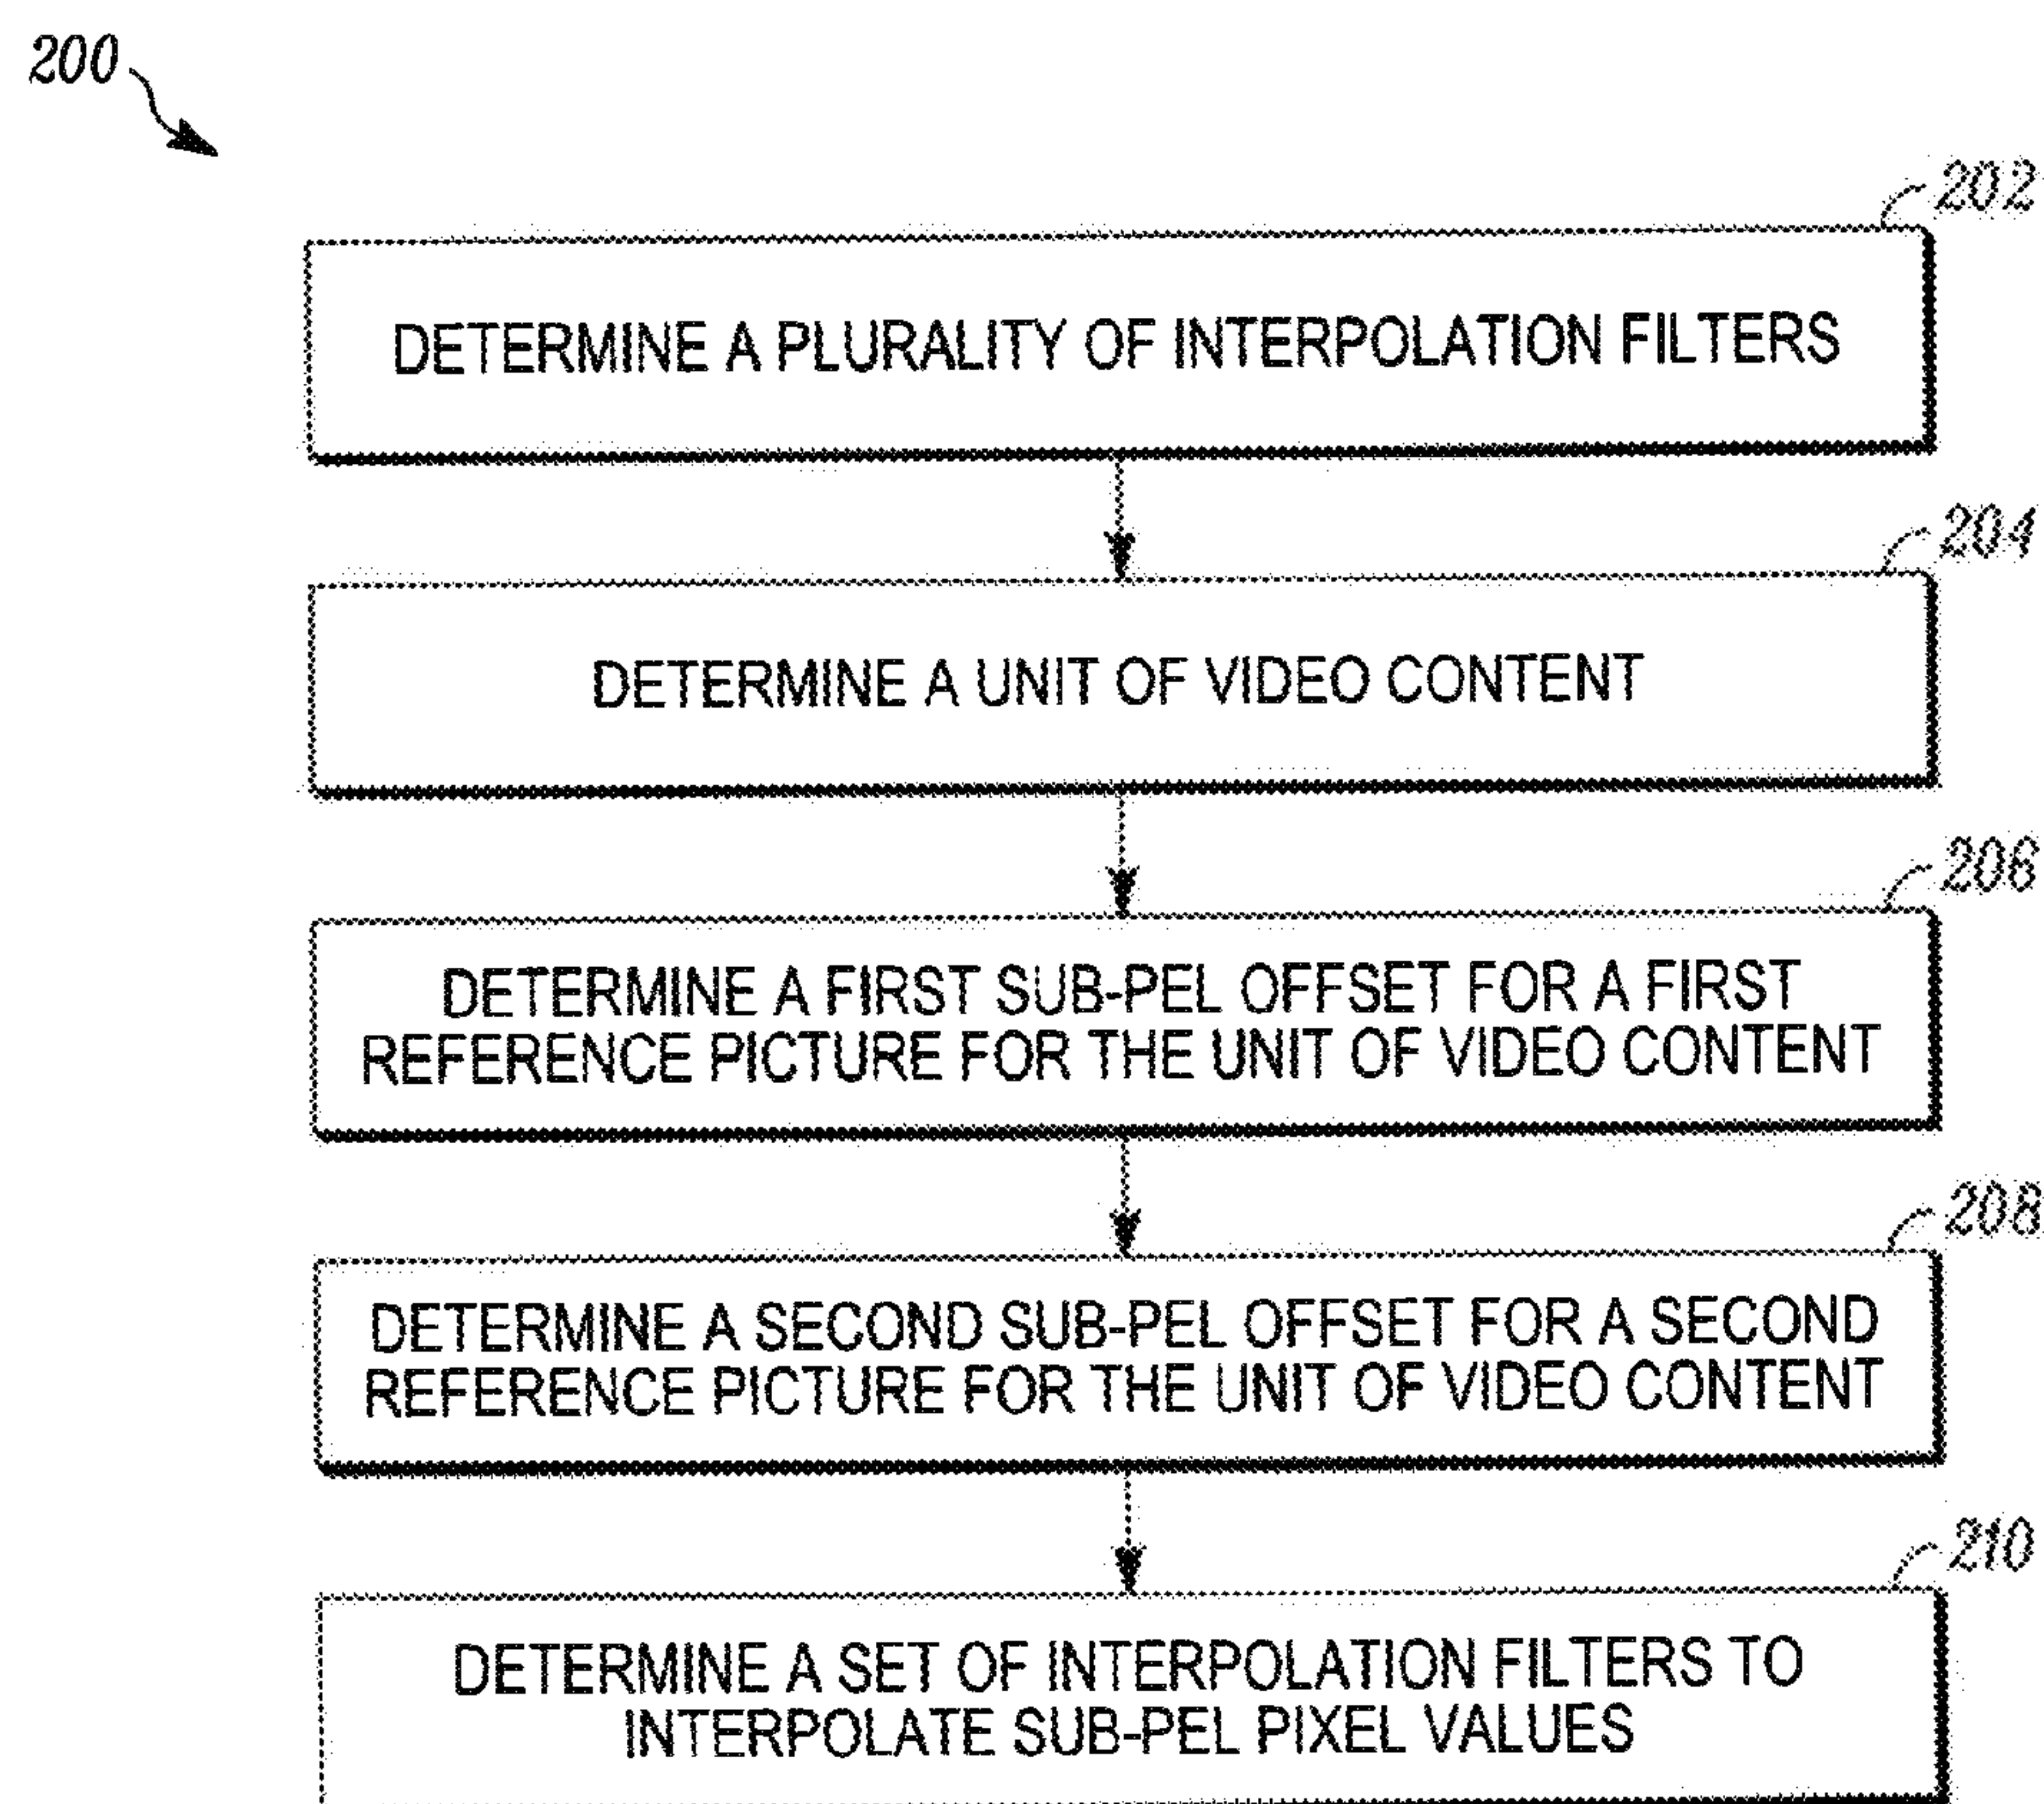 200
202
DETERMINE A PLURALITY OF INTERPOLATION FILTERS
204
DETERMINE A UNIT OF VIDEO CONTENT
206
DETERMINE A FIRST SUB-PEL OFFSET FOR A FIRST
REFERENCE PICTURE FOR THE UNIT OF VIDEO CONTENT
208
DETERMINE A SECOND SUB-PEL OFFSET FOR A SECOND
REFERENCE PICTURE FOR THE UNIT OF VIDEO CONTENT
210
DETERMINE A SET OF INTERPOLATION FILTERS TO
INTERPOLATE SUB-PEL PIXEL VALUES